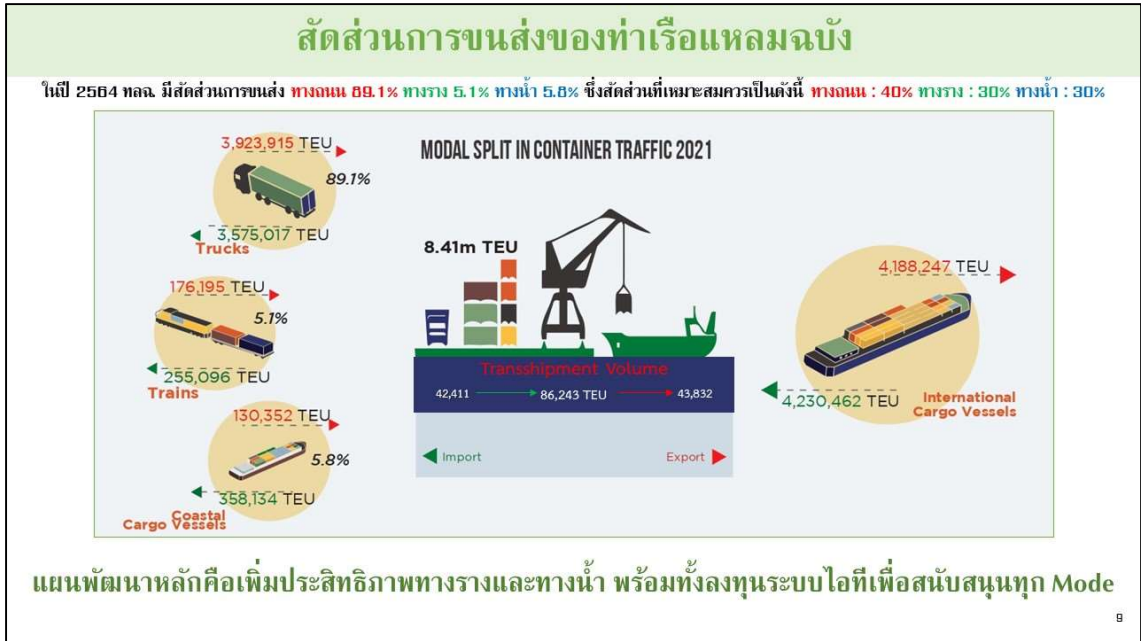 สัดส่วนการขนส่งของท่าเรือแหลมฉบัง
ในปี 2564 ทลฉ. มีสัดส่วนการขนส่ง ทางถนน 89.1% ทางราง 5.1% ทางน้ำ 5.8% ซึ่งสัดส่วนที่เหมาะสมควรเป็นดังนี้ ทางถนน : 40% ทางราง : 30% ทางน้ำ : 30%
MODAL SPLIT IN CONTAINER TRAFFIC 2021
3,923,915 TEU
89.1%
3,575,017 TEU
Trucks
176,195 TEU
5.1%
255,096 TEU
Trains
130,352 TEU
5.8%
358,134 TEU
Coastal
Cargo Vessels
8.41m TEU
Transshipment Volume
42,411 86,243 TEU 43,832
Import Export
4,188,247 TEU
4,230,462 TEU
International
Cargo Vessels
แผนพัฒนาหลักคือเพิ่มประสิทธิภาพทางรางและทางน้ำ พร้อมทั้งลงทุนระบบไอทีเพื่อสนับสนุนทุก Mode
9